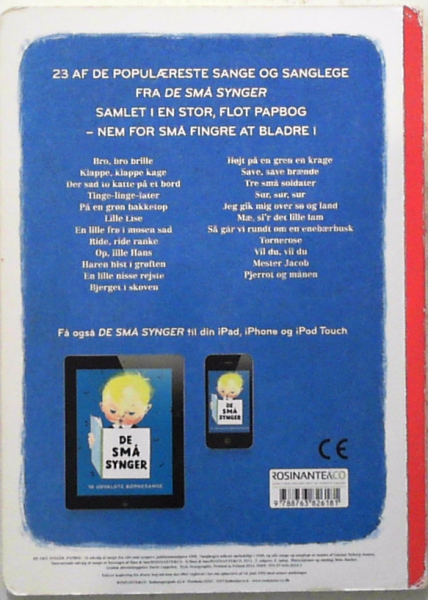 23 AF DE POPULÆRESTE SANGE OG SANGLEGE
FRA DE SMÅ SYNGER
SAMLET I EN STOR, FLOT PAPBOG
– NEM FOR SMÅ FINGRE AT BLADRE I
Bro, bro brille
Klappe, klappe kage
Der sad to katte på et bord
Tinge-linge-later
På en grøn bakketop
Lille Lise
En lille frø i mosen sad
Ride, ride ranke
Op, lille Hans
Haren hist i grøften
En lille nisse rejste
Bjerget i skoven
Højt på en gren en krage
Save, save brænde
Tre små soldater
Sur, sur, sur
Jeg gik mig over sø og land
Mæ, si'r det lille lam
Så går vi rundt om en enebærbusk
Tornerose
Vil du, vil du
Mester Jacob
Pjerrot og månen
Få også DE SMÅ SYNGER til din iPad, iPhone og iPod Touch
DE
SMÅ
SYNGER
UDVALGTE BØRNESANGE
DE
SMÅ
SYNGER
CE
ROSINANTE&CO
9 788763 826181